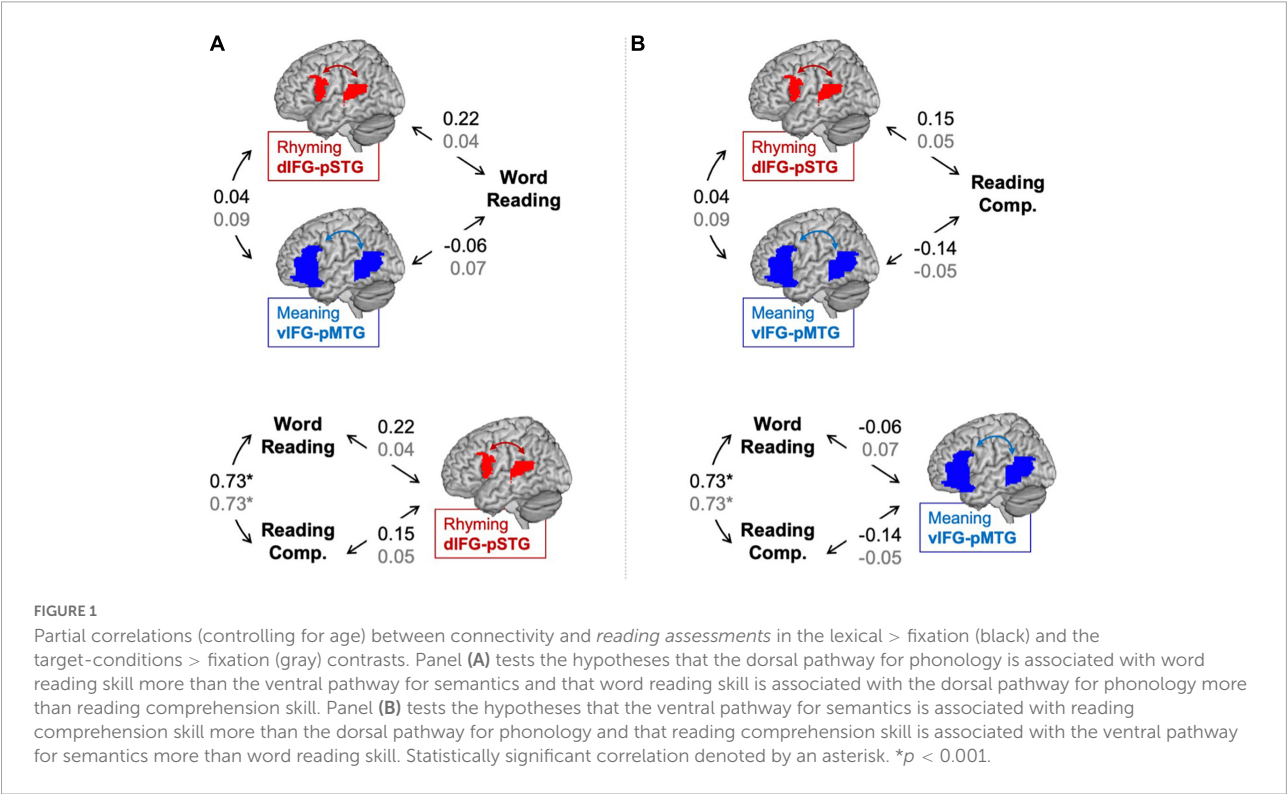 A
0.22
0.04
Rhyming
dIFG-pSTG
Word
Reading
0.04
0.09
-0.06
0.07
Meaning
vIFG-pMTG
Word
Reading
0.22
0.04
0.73*
0.73*
Rhyming
dIFG-pSTG
Reading
Comp.
0.15
0.05
B
0.15
0.05
Rhyming
dIFG-pSTG
Reading
Comp.
0.04
0.09
-0.14
-0.05
Meaning
vIFG-pMTG
Word
Reading
-0.06
0.07
0.73*
0.73*
Meaning
vIFG-pMTG
Reading
Comp.
-0.14
-0.05
FIGURE 1
Partial correlations (controlling for age) between connectivity and reading assessments in the lexical > fixation (black) and the
target-conditions > fixation (gray) contrasts. Panel (A) tests the hypotheses that the dorsal pathway for phonology is associated with word
reading skill more than the ventral pathway for semantics and that word reading skill is associated with the dorsal pathway for phonology more
than reading comprehension skill. Panel (B) tests the hypotheses that the ventral pathway for semantics is associated with reading
comprehension skill more than the dorsal pathway for phonology and that reading comprehension skill is associated with the ventral pathway
for semantics more than word reading skill. Statistically significant correlation denoted by an asterisk. *p < 0.001.